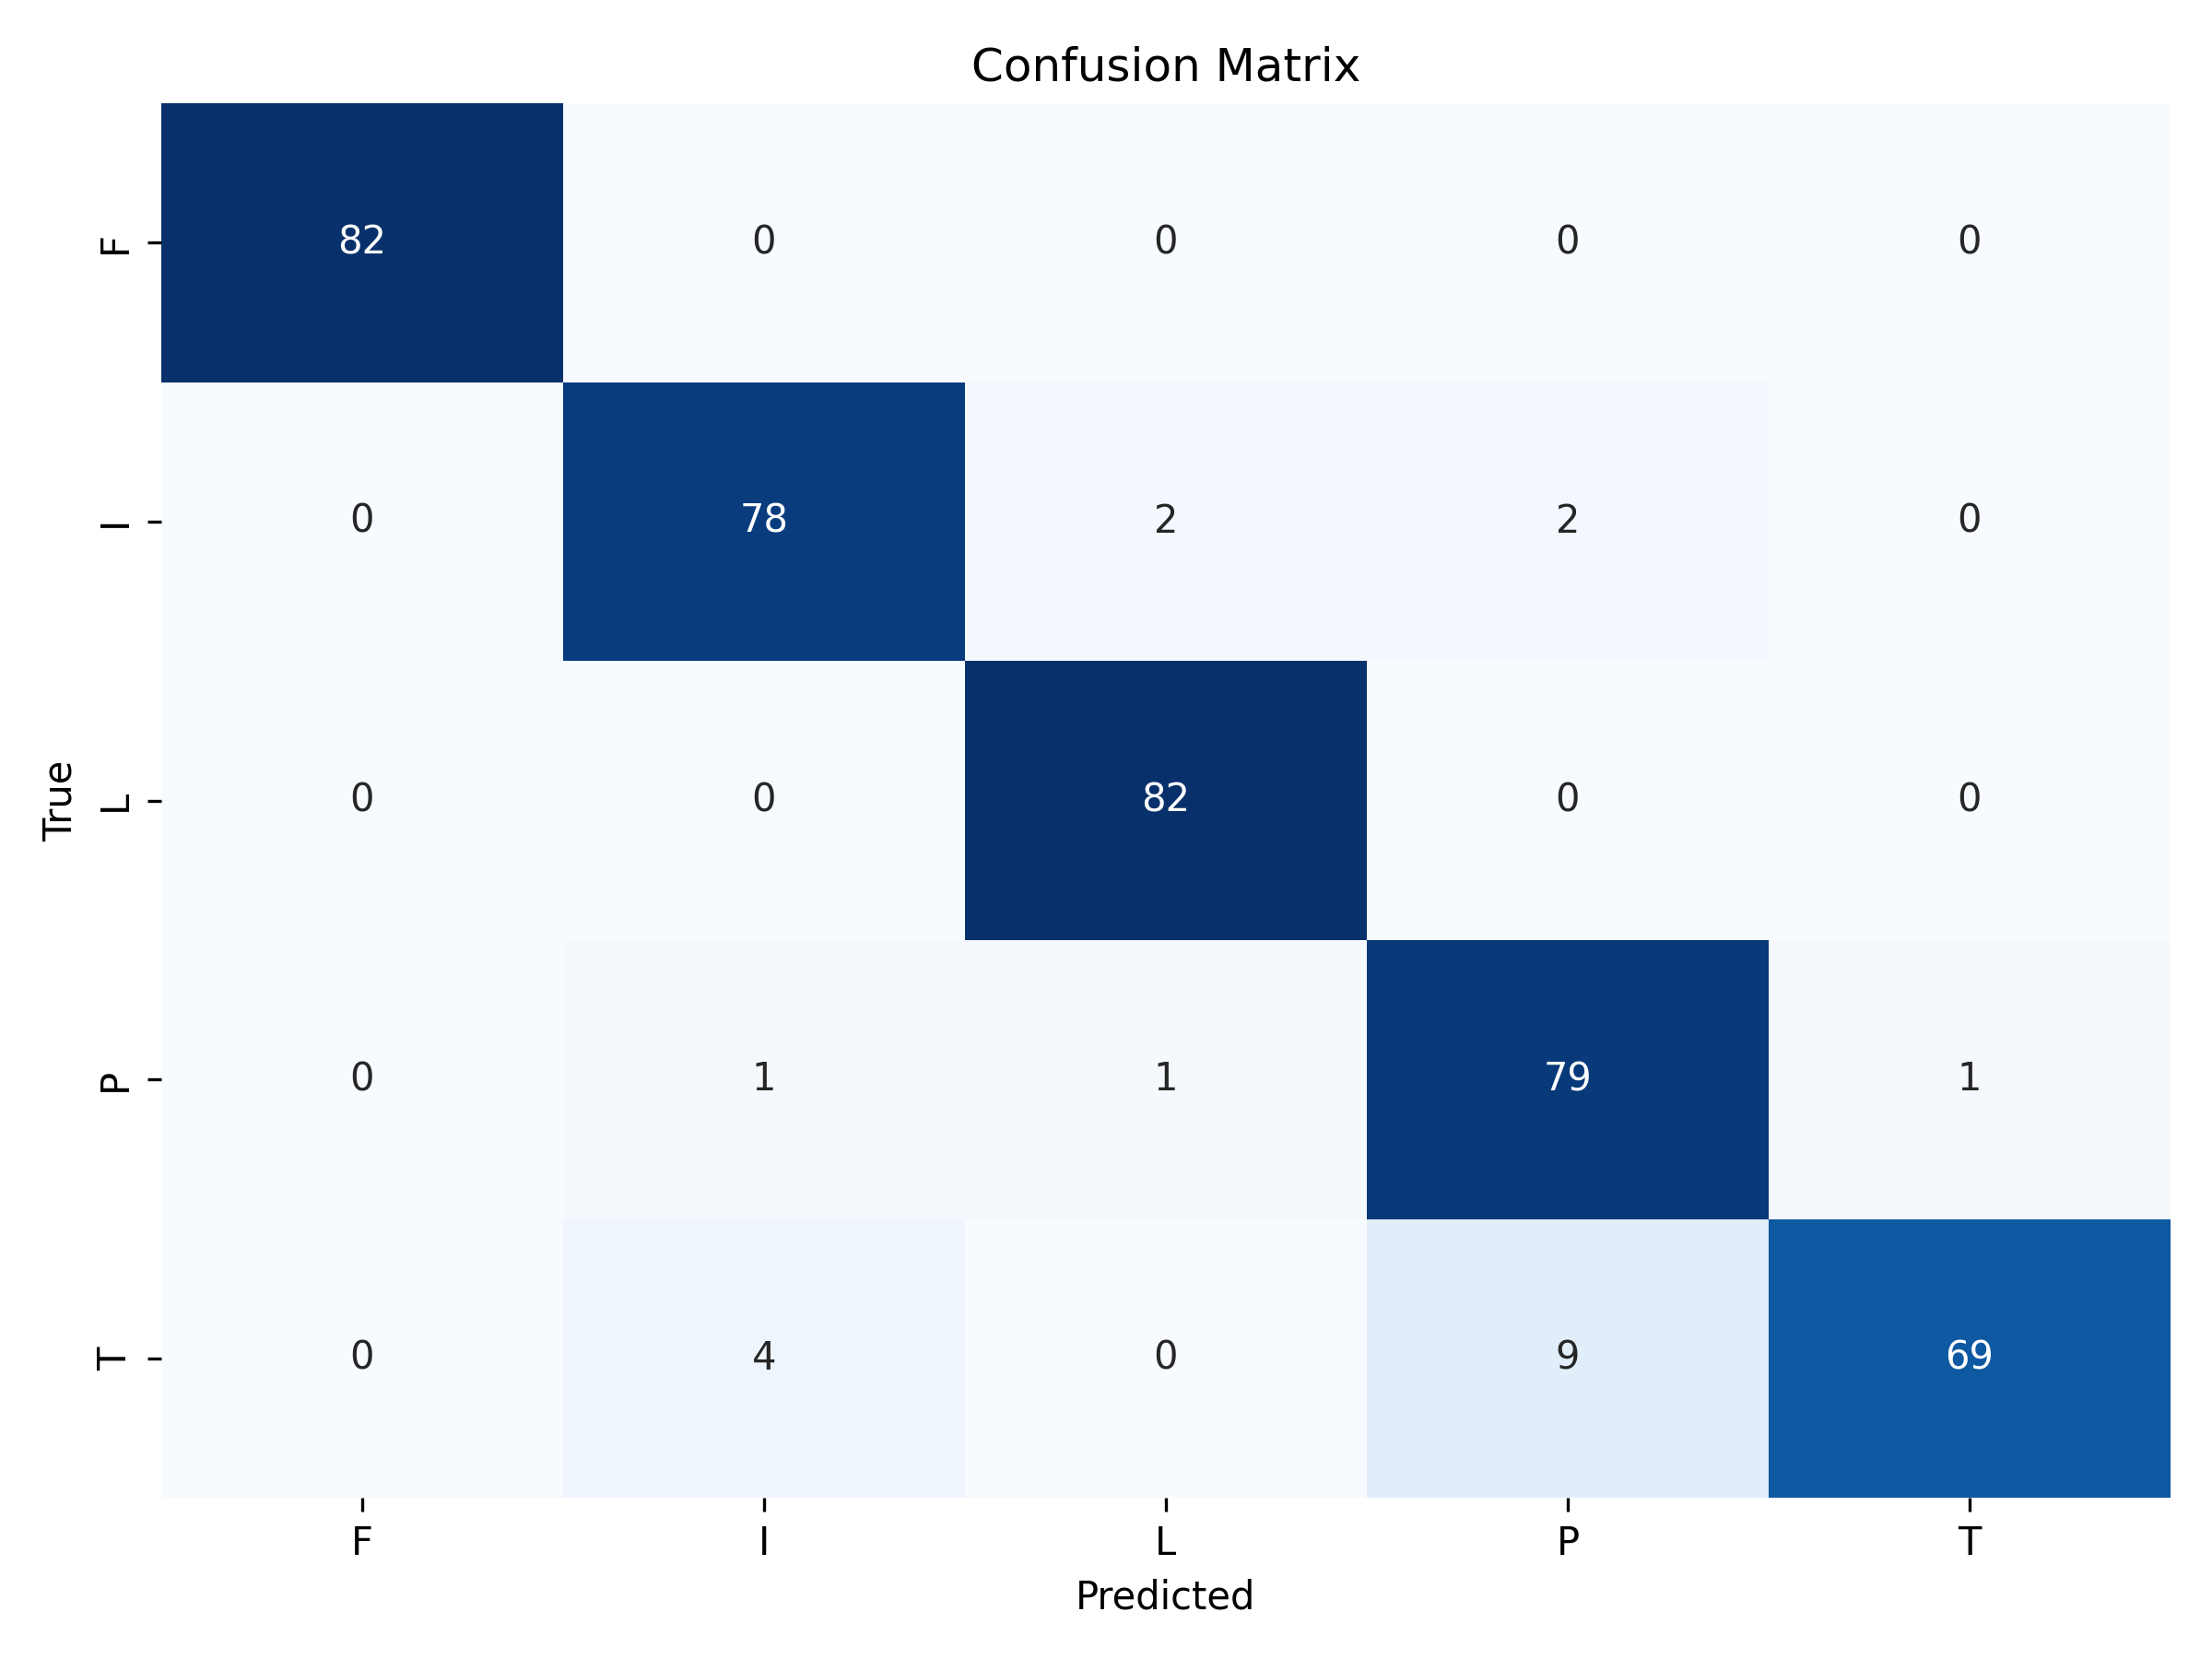 Confusion Matrix
F 82 0 0 0 0
I 0 78 2 2 0
L 0 0 82 0 0
P 0 1 1 79 1
T 0 4 0 9 69
True
F I L P T
Predicted